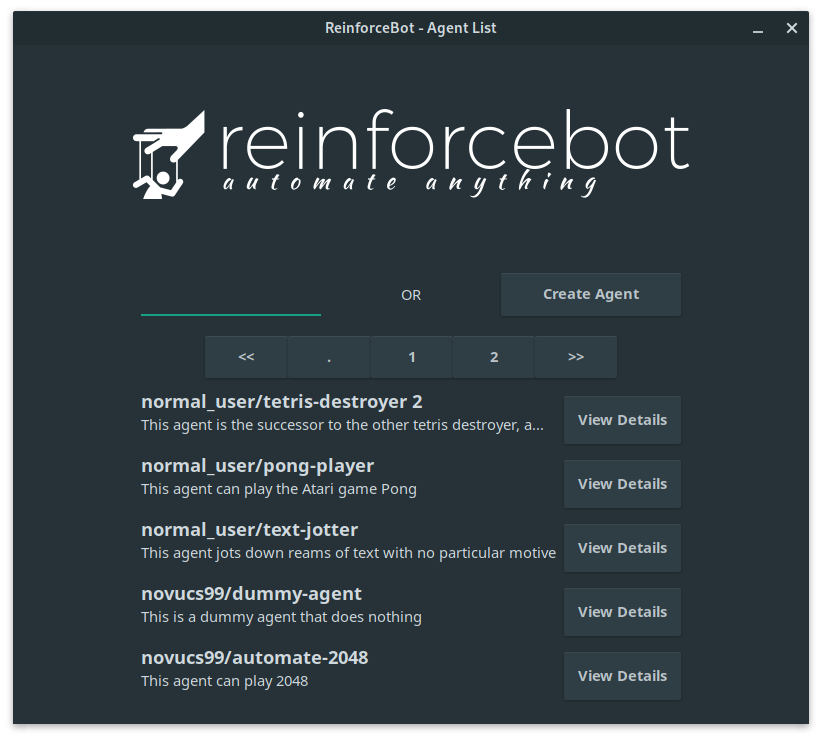 ReinforceBot - Agent List
reinforcebot
automate anything
OR
Create Agent
<<
.
1
2
>>
normal_user/tetris-destroyer 2
This agent is the successor to the other tetris destroyer, a...
View Details
normal_user/pong-player
This agent can play the Atari game Pong
View Details
normal_user/text-jotter
This agent jots down reams of text with no particular motive
View Details
novucs99/dummy-agent
This is a dummy agent that does nothing
View Details
novucs99/automate-2048
This agent can play 2048
View Details